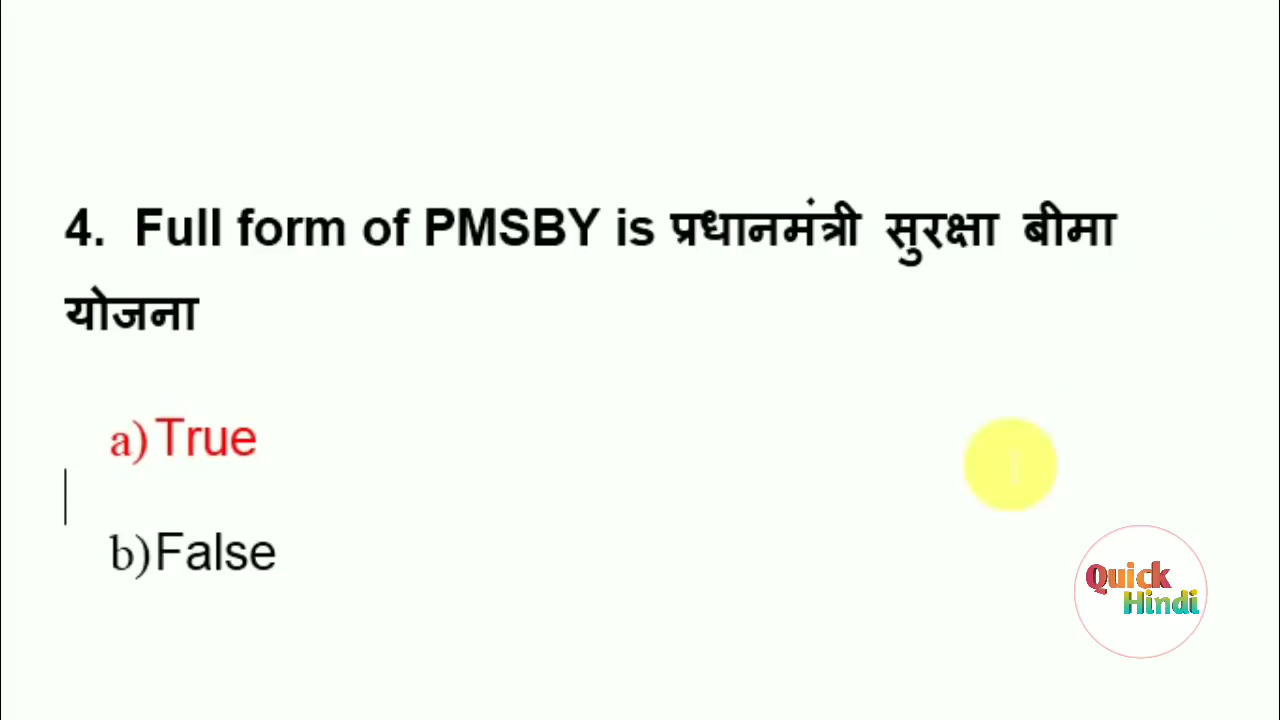 4. Full form of PMSBY is प्रधानमंत्री सुरक्षा बीमा
योजना
a) True
b) False
Quick
Hindi